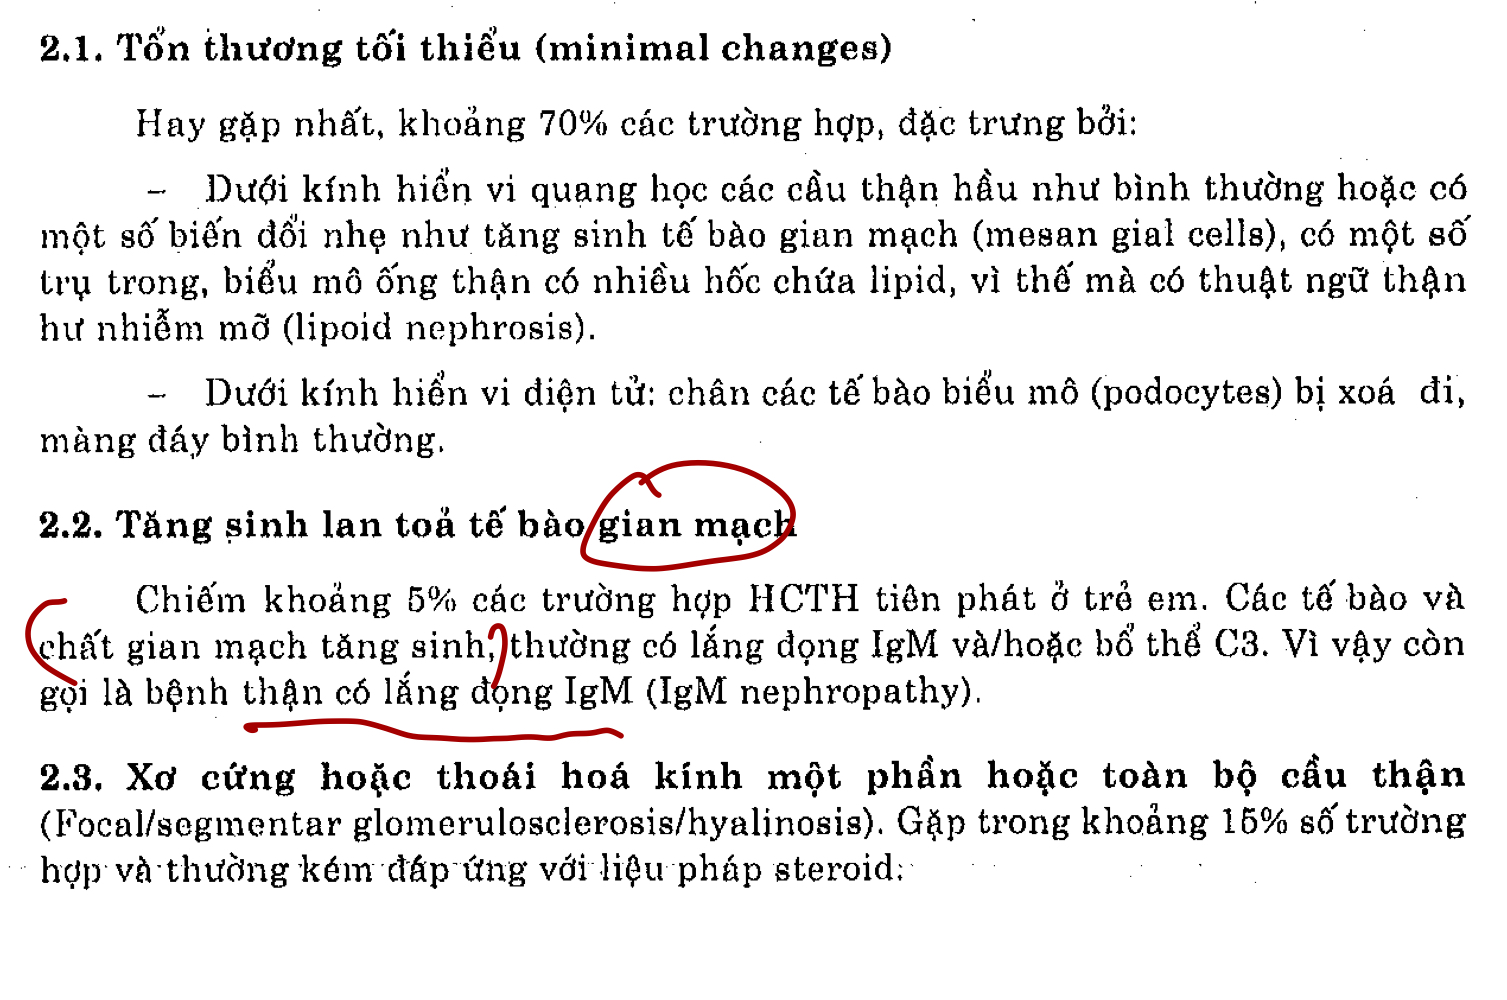 2.1. Tổn thương tối thiểu (minimal changes)
Hay gặp nhất, khoảng 70% các trường hợp, đặc trưng bởi:
– Dưới kính hiển vi quang học các cầu thận hầu như bình thường hoặc có
một số biến đổi nhẹ như tăng sinh tế bào gian mạch (mesan gial cells), có một số
trụ trong, biểu mô ống thận có nhiều hốc chứa lipid, vì thế mà có thuật ngữ thận
hư nhiễm mỡ (lipoid nephrosis).
– Dưới kính hiển vi điện tử: chân các tế bào biểu mô (podocytes) bị xoá đi,
màng đáy bình thường.
2.2. Tăng sinh lan toả tế bào gian mạch
Chiếm khoảng 5% các trường hợp HCTH tiên phát ở trẻ em. Các tế bào và
chất gian mạch tăng sinh, thường có lắng đọng IgM và/hoặc bổ thể C3. Vì vậy còn
gọi là bệnh thận có lắng đọng IgM (IgM nephropathy).
2.3. Xơ cứng hoặc thoái hoá kính một phần hoặc toàn bộ cầu thận
(Focal/segmentar glomerulosclerosis/hyalinosis). Gặp trong khoảng 15% số trường
hợp và thường kém đáp ứng với liệu pháp steroid.